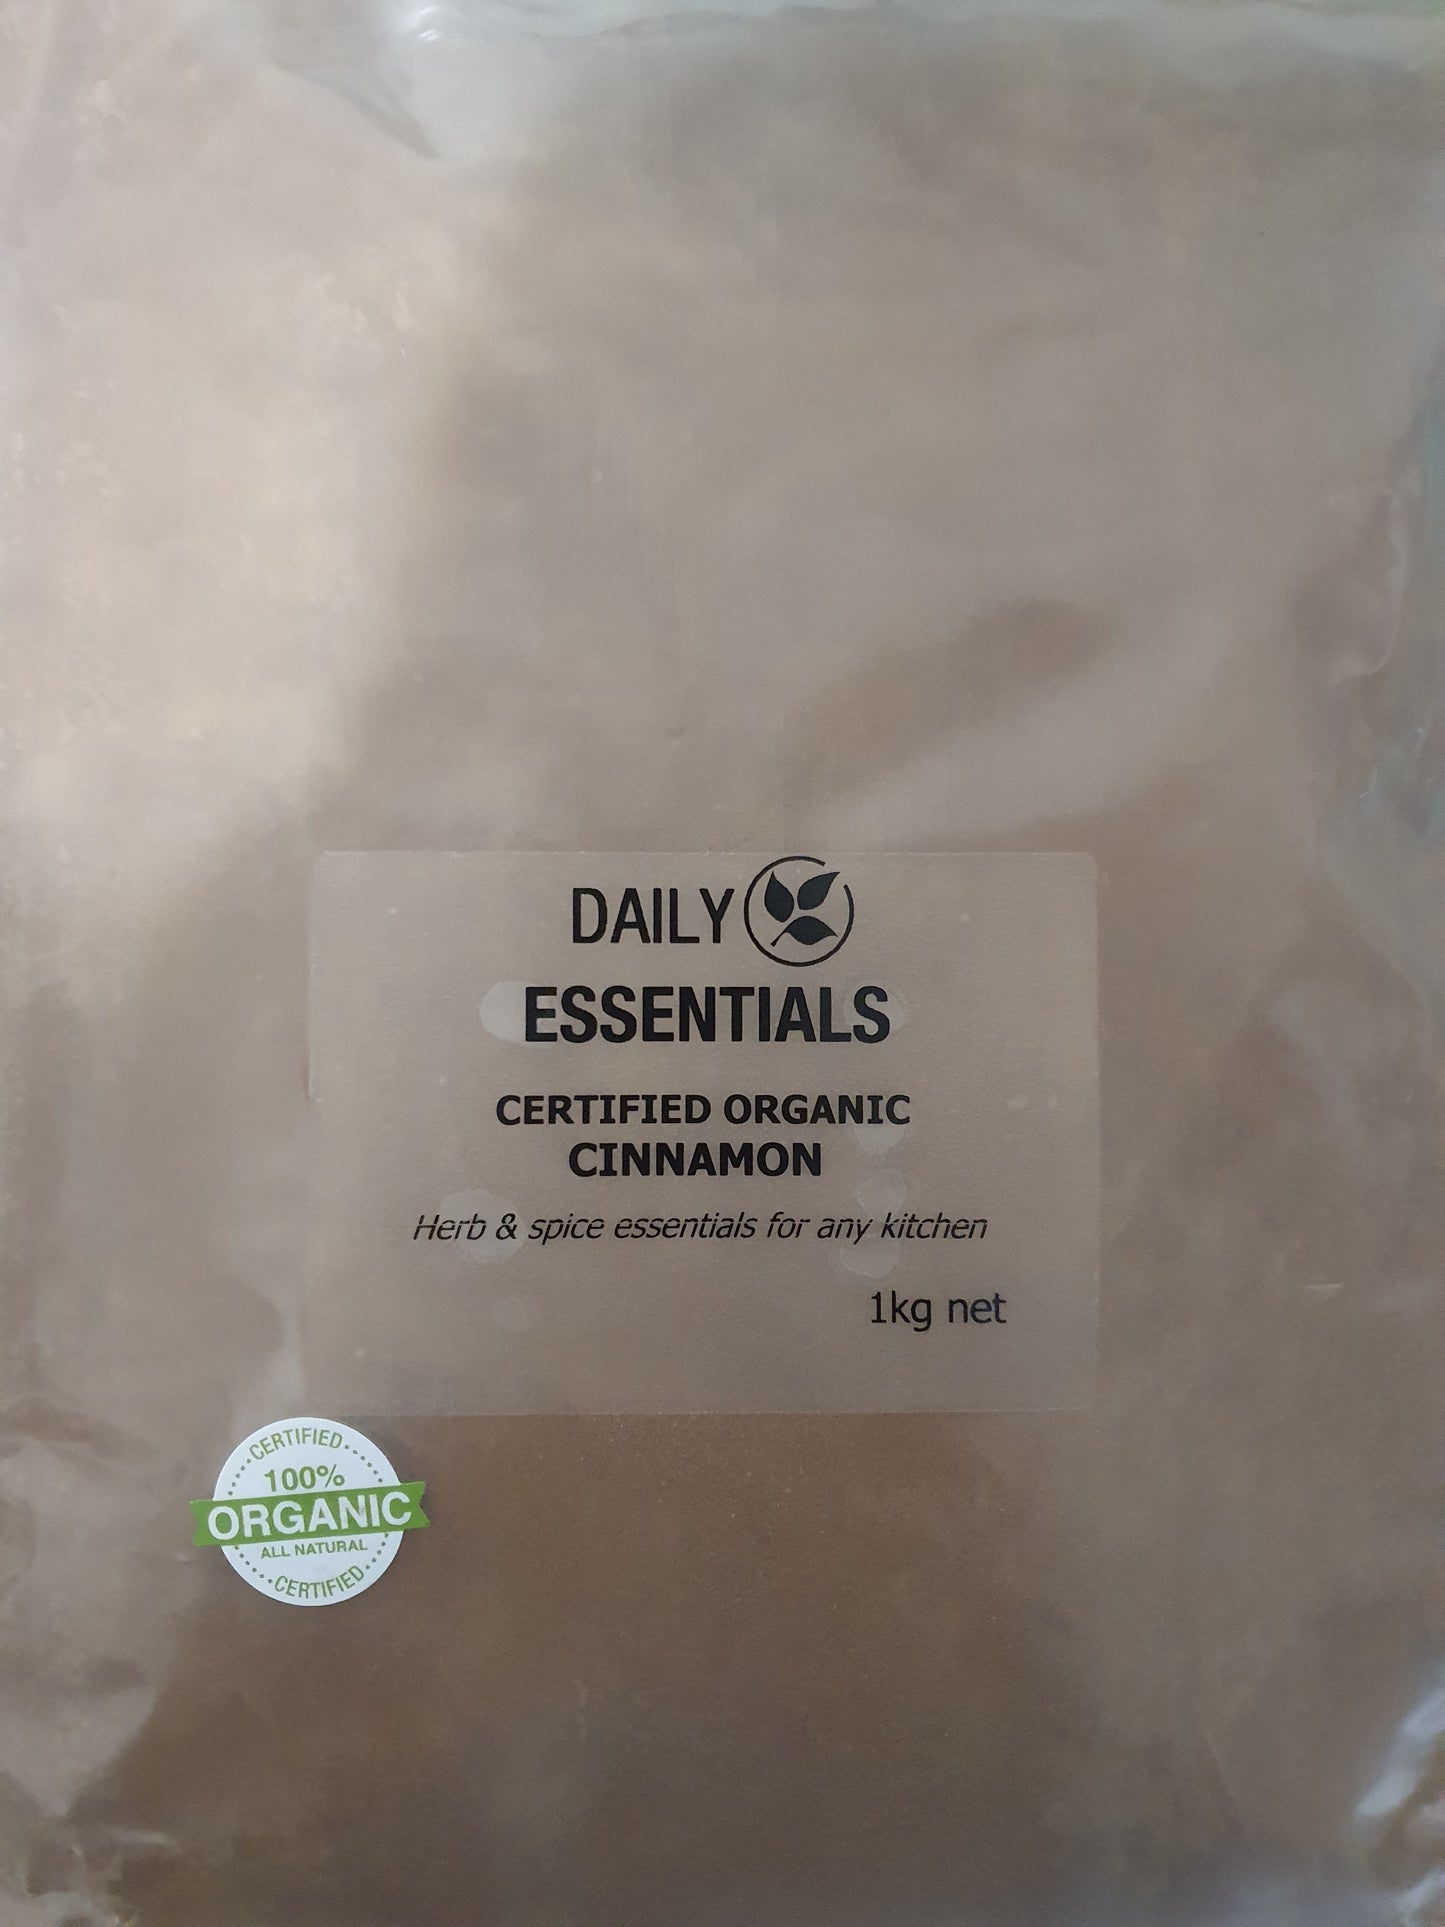 DAILY
ESSENTIALS
CERTIFIED ORGANIC
CINNAMON
Herb & spice essentials for any kitchen
1kg net
CERTIFIED
100%
ORGANIC
ALL NATURAL
CERTIFIED